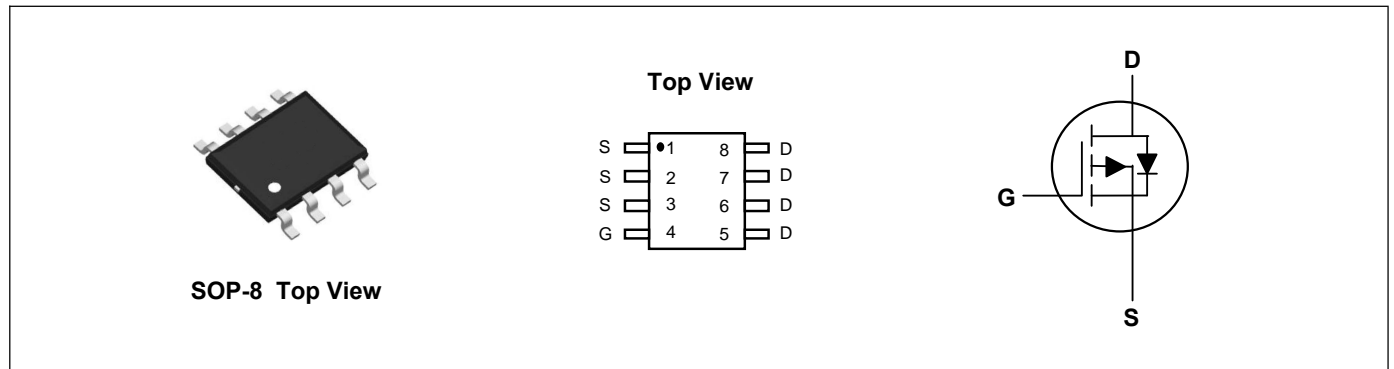 SOP-8 Top View
Top View
S 1 8 D
S 2 7 D
S 3 6 D
G 4 5 D
D
G
S